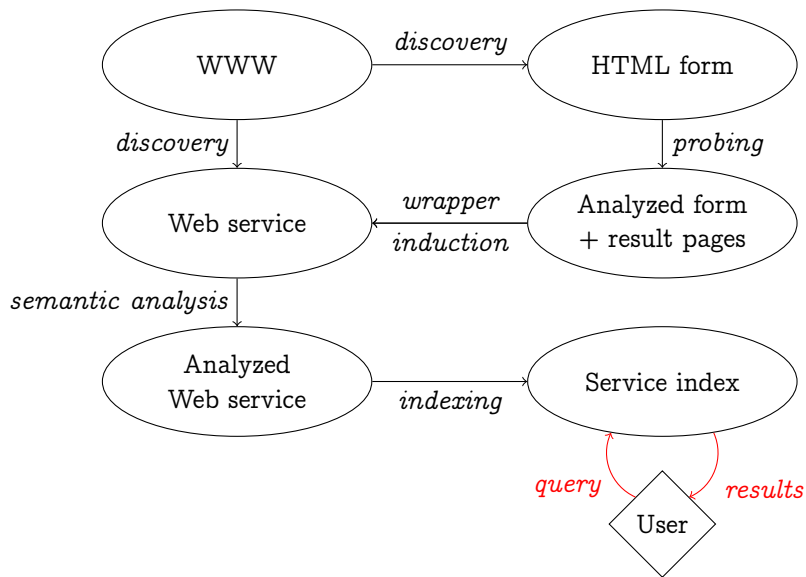 WWW
discovery
HTML form
discovery
probing
Web service
wrapper
induction
Analyzed form
+ result pages
semantic analysis
Analyzed
Web service
indexing
Service index
query
results
User